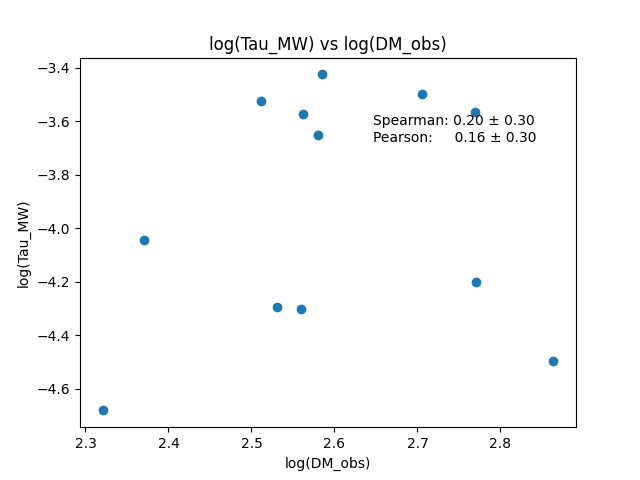 log(Tau_MW) vs log(DM_obs)
−3.4
−3.6
−3.8
−4.0
−4.2
−4.4
−4.6
log(Tau_MW)
Spearman: 0.20 ± 0.30
Pearson: 0.16 ± 0.30
2.3 2.4 2.5 2.6 2.7 2.8
log(DM_obs)